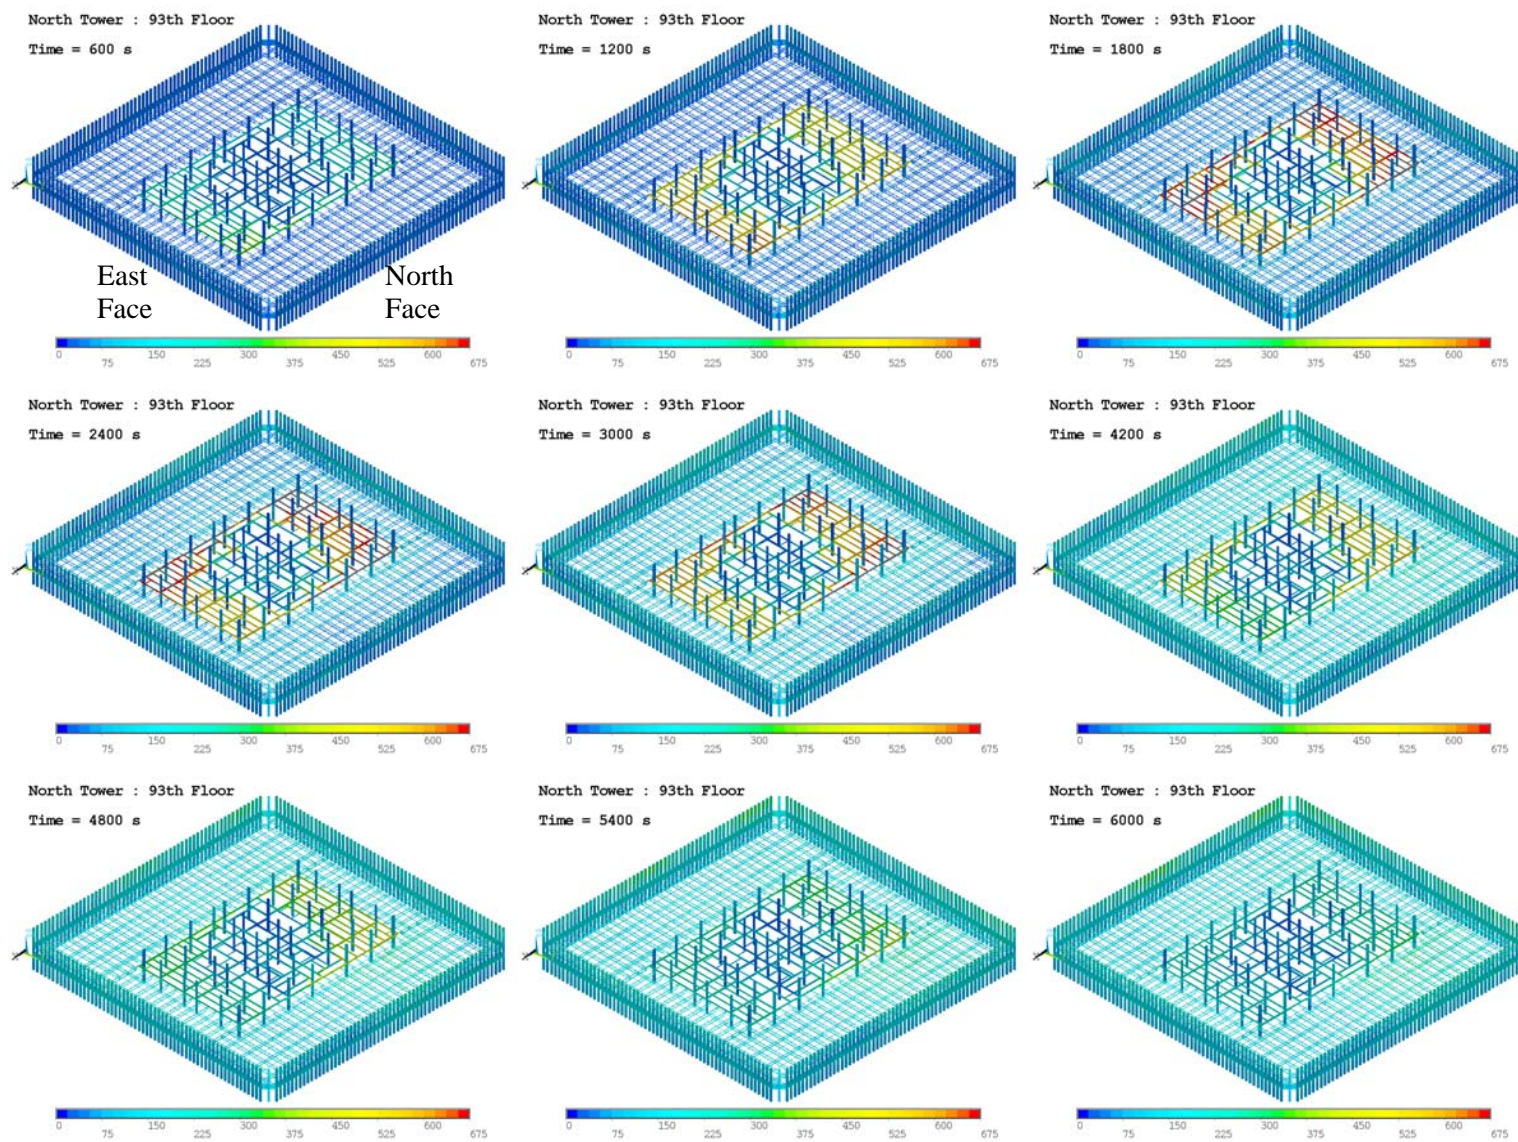 North Tower : 93th Floor
Time = 600 s
East
Face
North
Face
0 75 150 225 300 375 450 525 600 675
North Tower : 93th Floor
Time = 1200 s
0 75 150 225 300 375 450 525 600 675
North Tower : 93th Floor
Time = 1800 s
0 75 150 225 300 375 450 525 600 675
North Tower : 93th Floor
Time = 2400 s
0 75 150 225 300 375 450 525 600 675
North Tower : 93th Floor
Time = 3000 s
0 75 150 225 300 375 450 525 600 675
North Tower : 93th Floor
Time = 4200 s
0 75 150 225 300 375 450 525 600 675
North Tower : 93th Floor
Time = 4800 s
0 75 150 225 300 375 450 525 600 675
North Tower : 93th Floor
Time = 5400 s
0 75 150 225 300 375 450 525 600 675
North Tower : 93th Floor
Time = 6000 s
0 75 150 225 300 375 450 525 600 675